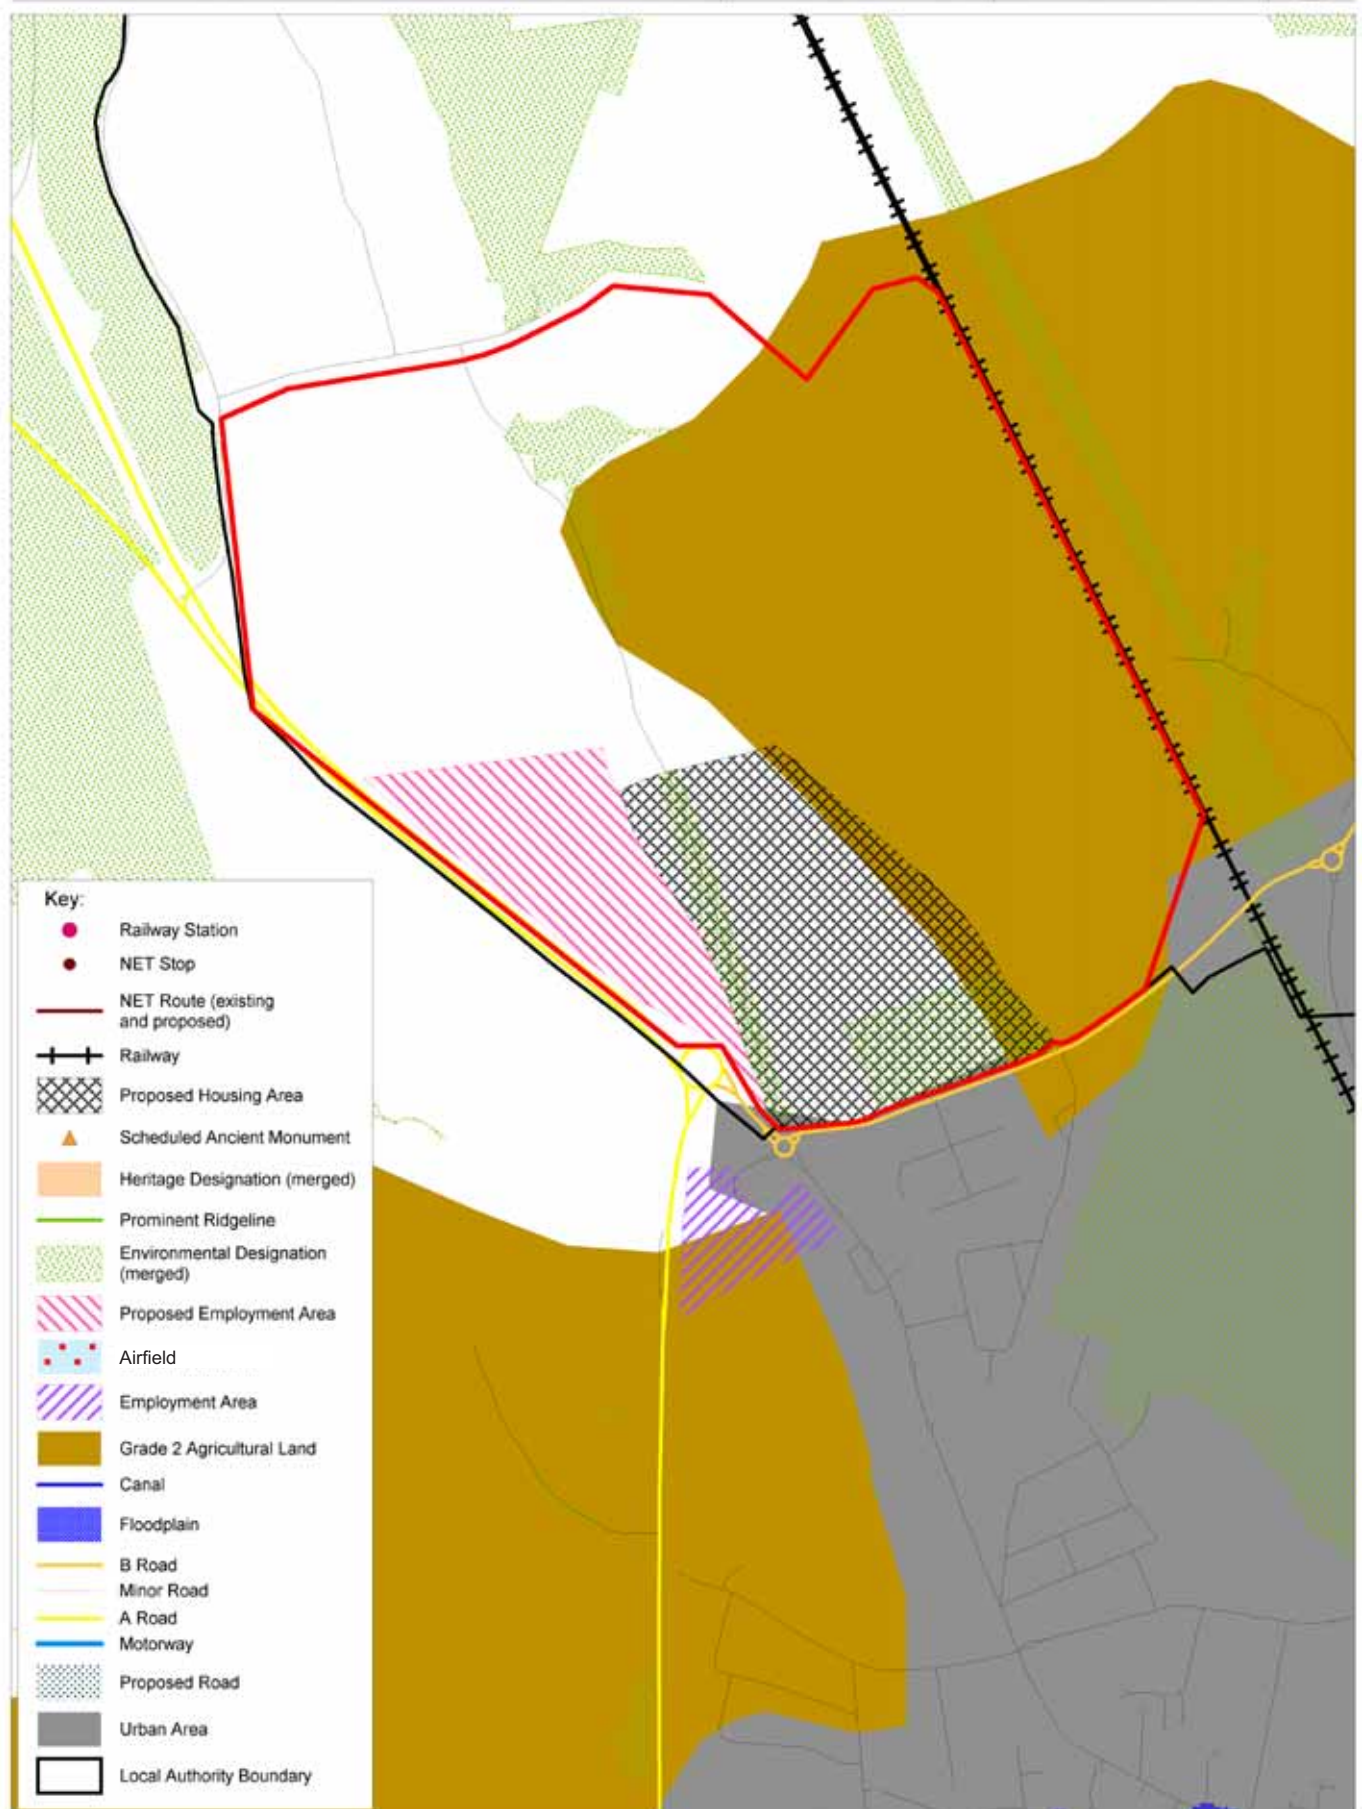 Key:
Railway Station
NET Stop
NET Route (existing
and proposed)
Railway
Proposed Housing Area
Scheduled Ancient Monument
Heritage Designation (merged)
Prominent Ridgeline
Environmental Designation
(merged)
Proposed Employment Area
Airfield
Employment Area
Grade 2 Agricultural Land
Canal
Floodplain
B Road
Minor Road
A Road
Motorway
Proposed Road
Urban Area
Local Authority Boundary